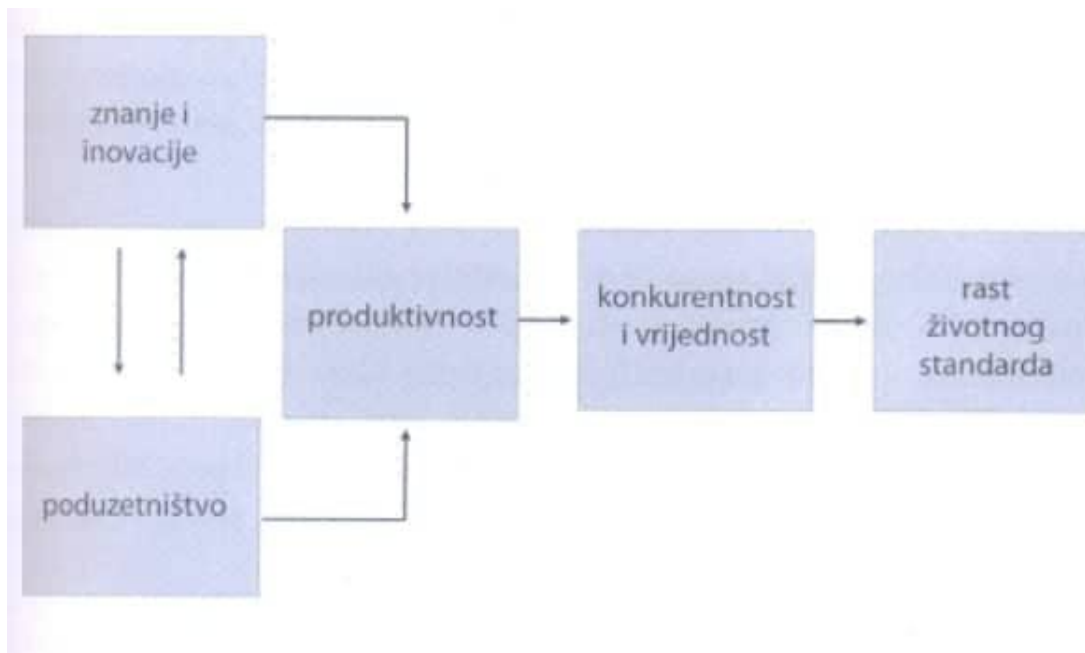 znanje i
inovacije
produktivnost
konkurentnost
i vrijednost
rast
životnog
standarda
poduzetništvo